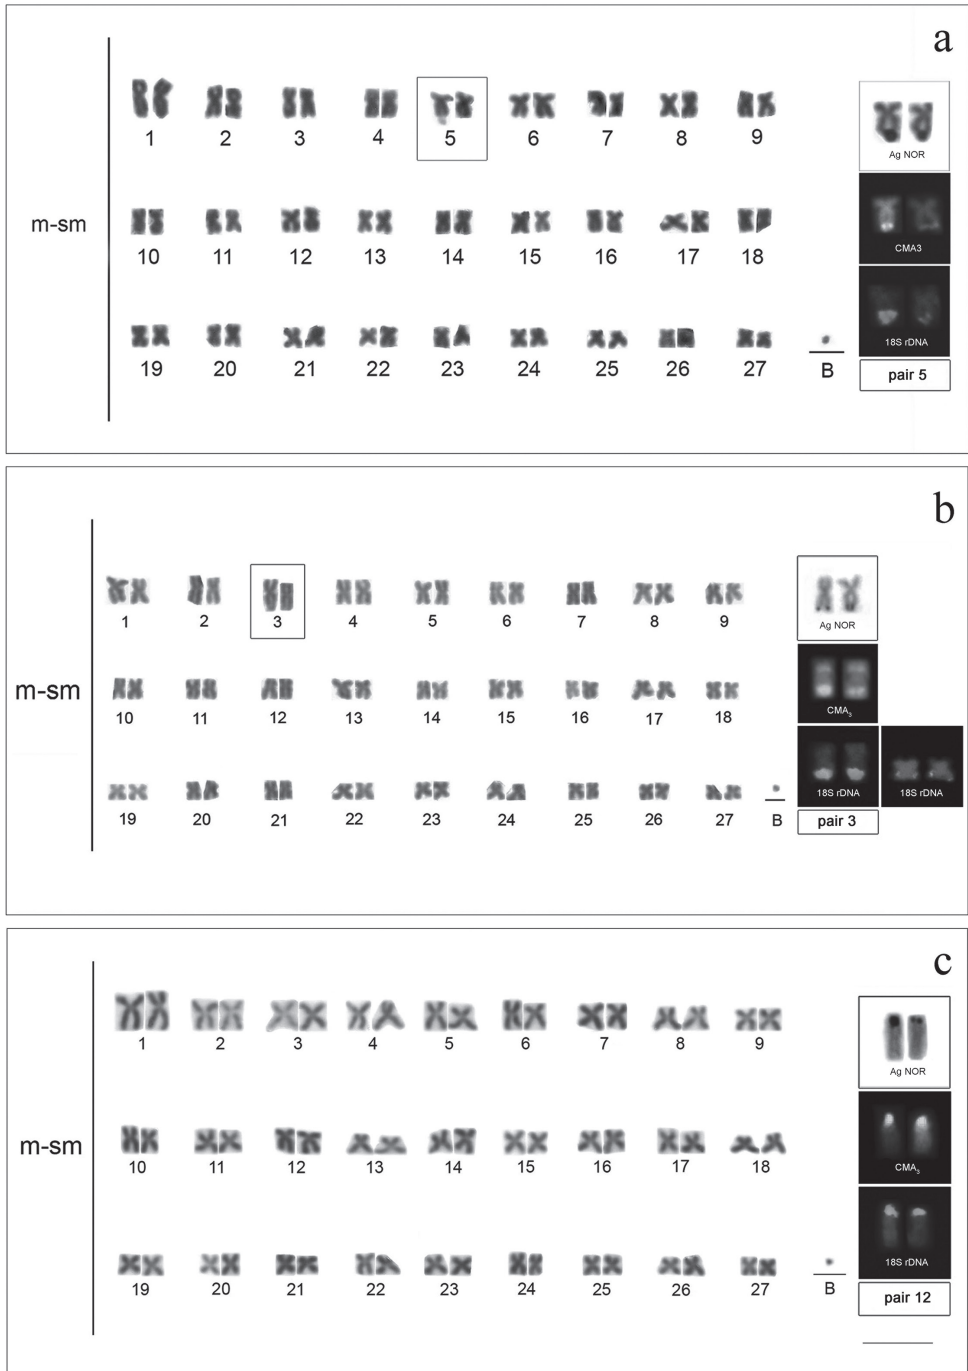 a
1 2 3 4 5 6 7 8 9
Ag NOR
m-sm
CMA3
10 11 12 13 14 15 16 17 18
18S rDNA
19 20 21 22 23 24 25 26 27 B
pair 5
b
1 2 3 4 5 6 7 8 9
Ag NOR
m-sm
CMA₃
10 11 12 13 14 15 16 17 18
18S rDNA 18S rDNA
19 20 21 22 23 24 25 26 27 B
pair 3
c
1 2 3 4 5 6 7 8 9
Ag NOR
m-sm
10 11 12 13 14 15 16 17 18
CMA₃
18S rDNA
19 20 21 22 23 24 25 26 27 B
pair 12